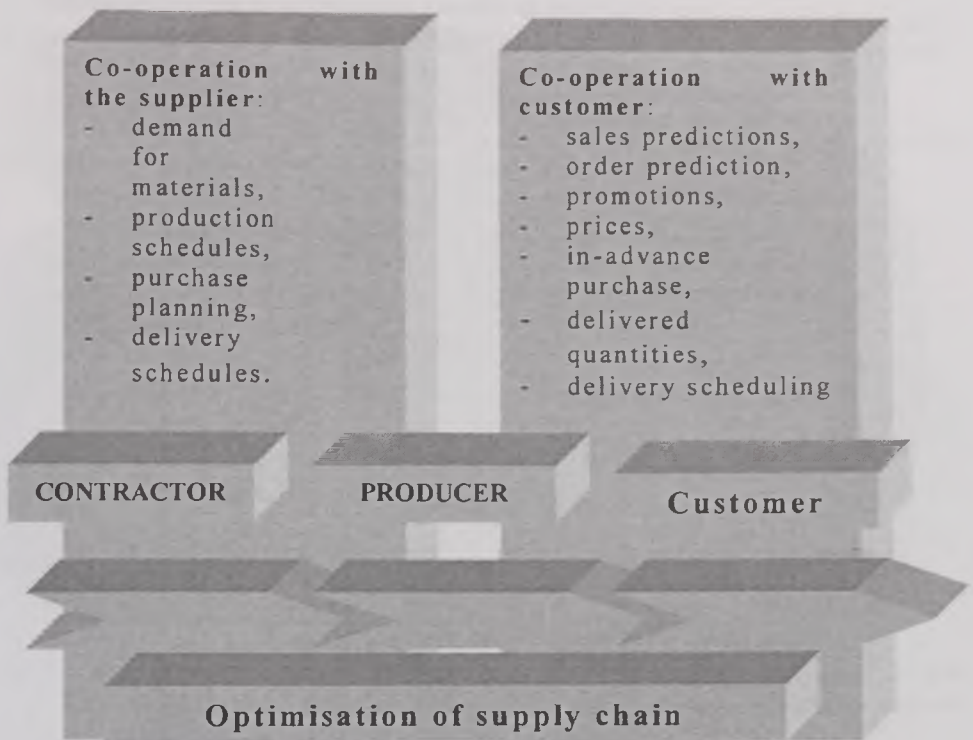 Co-operation with
the supplier:
- demand
for
materials,
- production
schedules,
- purchase
planning,
- delivery
schedules.
Co-operation with
customer:
- sales predictions,
- order prediction,
- promotions,
- prices,
- in-advance
purchase,
- delivered
quantities,
- delivery scheduling
CONTRACTOR
PRODUCER
Customer
Optimisation of supply chain